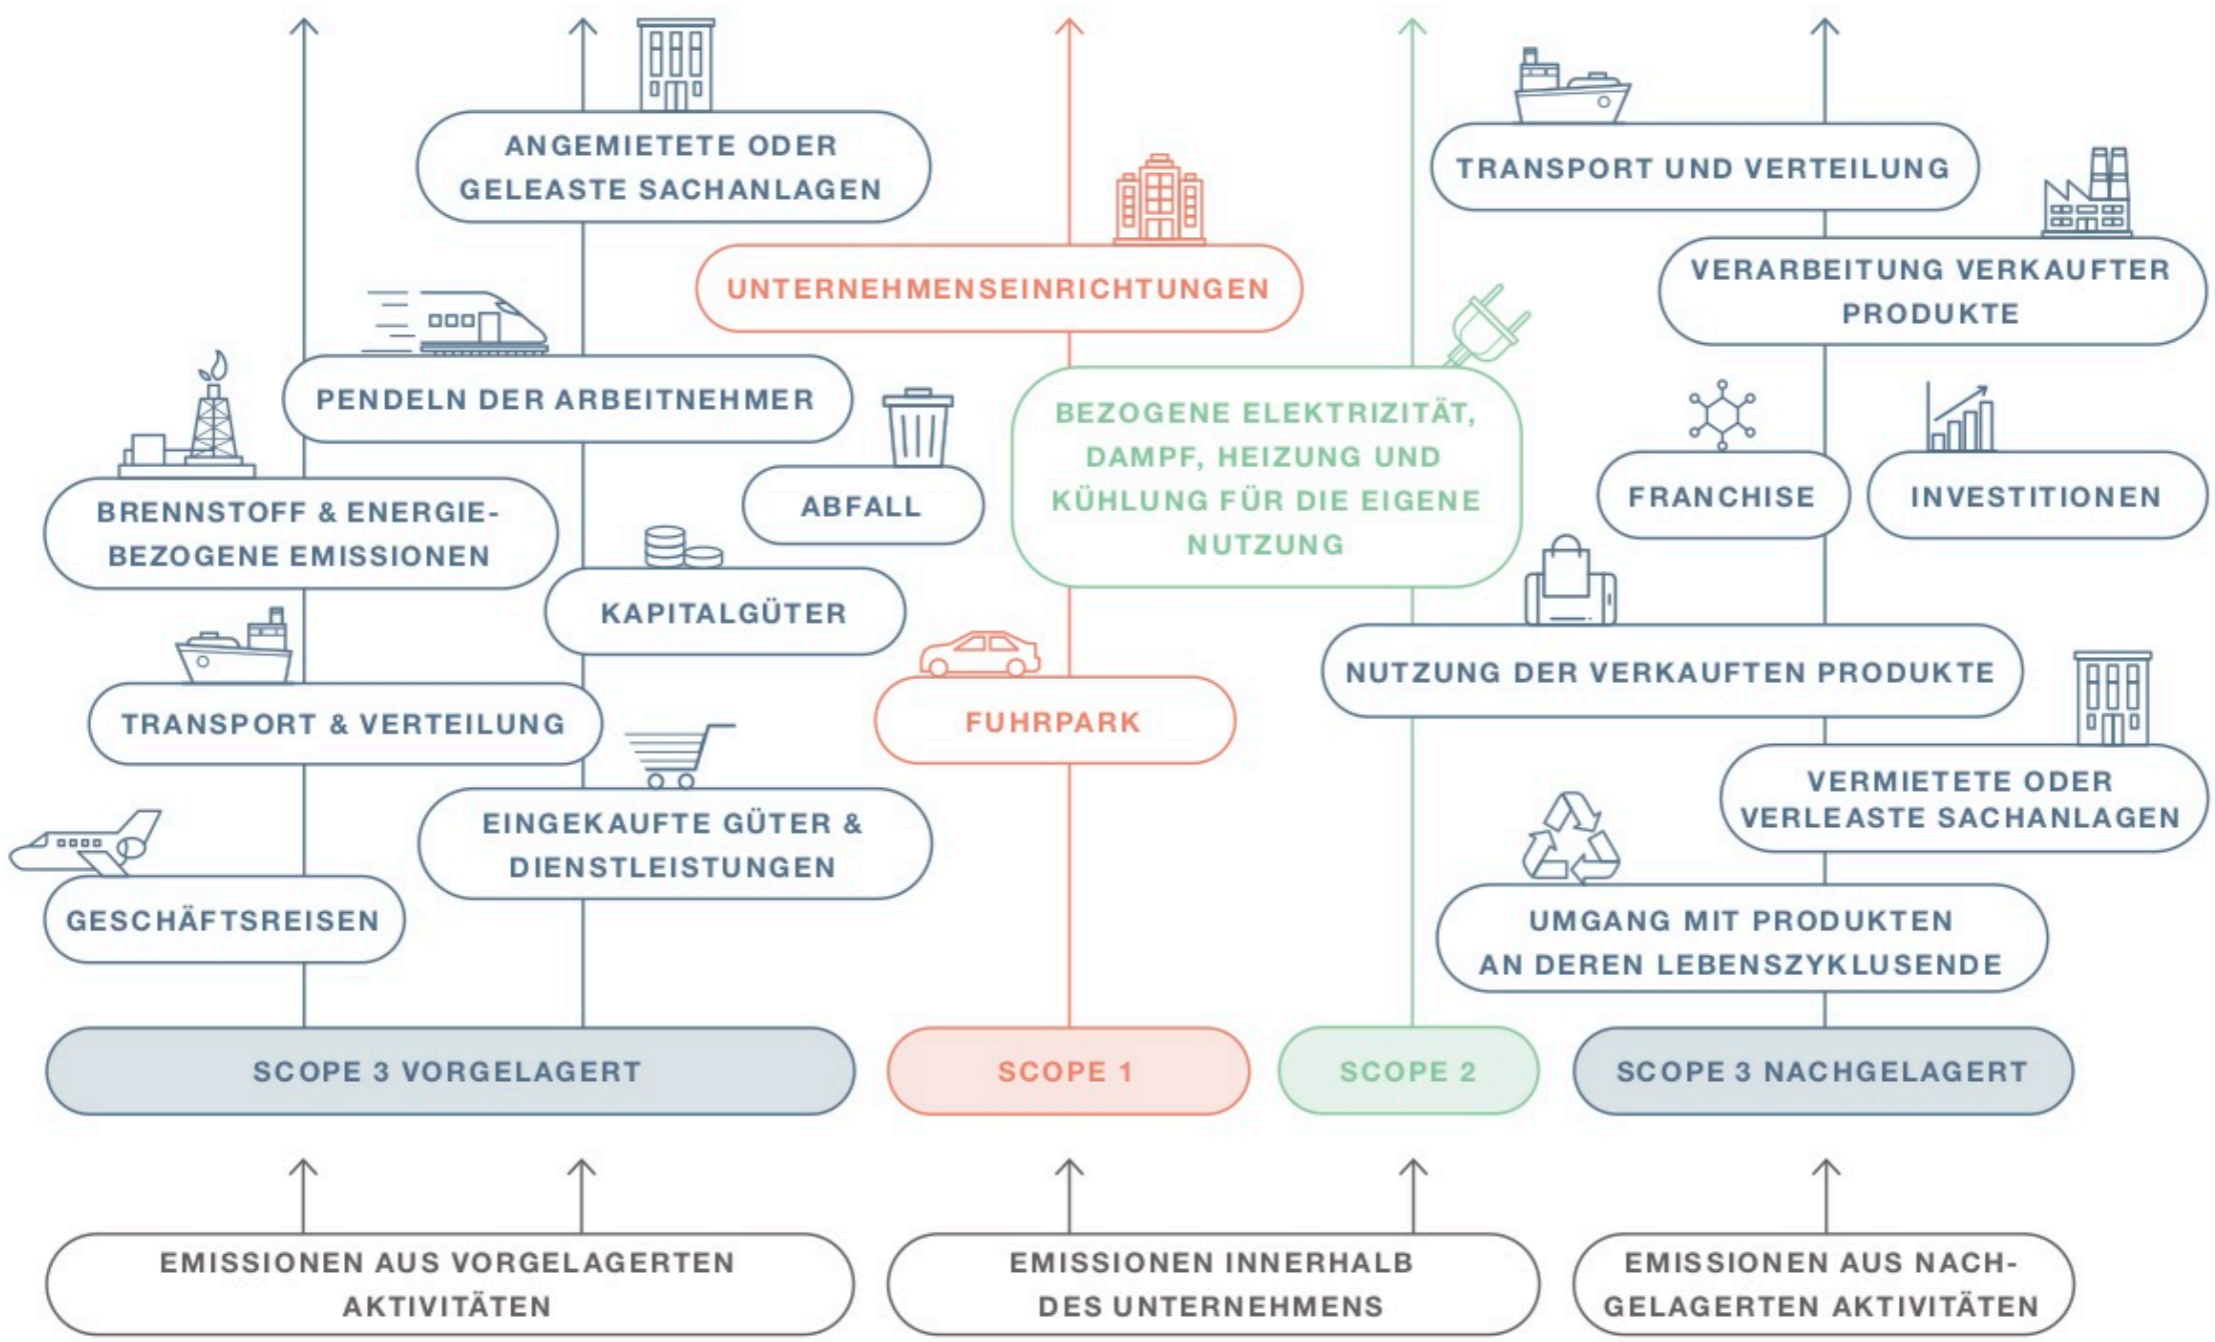 ANGEMIETETE ODER
GELEASTE SACHANLAGEN
PENDELN DER ARBEITNEHMER
BRENNSTOFF & ENERGIE-
BEZOGENE EMISSIONEN
ABFALL
KAPITALGÜTER
TRANSPORT & VERTEILUNG
EINGEKAUFTE GÜTER &
DIENSTLEISTUNGEN
GESCHÄFTSREISEN
UNTERNEHMENSEINRICHTUNGEN
FUHRPARK
BEZOGENE ELEKTRIZITÄT,
DAMPF, HEIZUNG UND
KÜHLUNG FÜR DIE EIGENE
NUTZUNG
TRANSPORT UND VERTEILUNG
VERARBEITUNG VERKAUFTER
PRODUKTE
FRANCHISE
INVESTITIONEN
NUTZUNG DER VERKAUFTEN PRODUKTE
VERMIETETE ODER
VERLEASTE SACHANLAGEN
UMGANG MIT PRODUKTEN
AN DEREN LEBENSZYKLUSENDE
SCOPE 3 VORGELAGERT
SCOPE 1
SCOPE 2
SCOPE 3 NACHGELAGERT
EMISSIONEN AUS VORGELAGERTEN
AKTIVITÄTEN
EMISSIONEN INNERHALB
DES UNTERNEHMENS
EMISSIONEN AUS NACH-
GELAGERTEN AKTIVITÄTEN